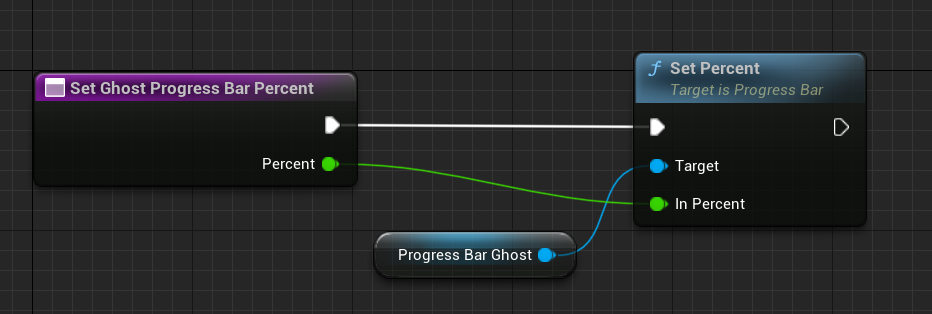 Set Ghost Progress Bar Percent
Percent
Progress Bar Ghost
f Set Percent
Target is Progress Bar
Target
In Percent